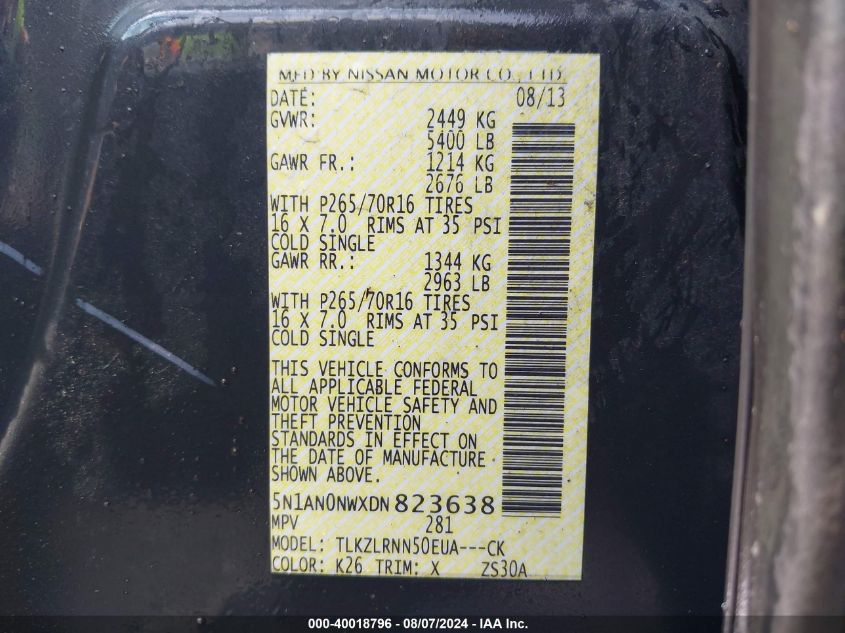 MFD BY NISSAN MOTOR CO., LTD.
DATE: 08/13
GVWR: 2449 KG
5400 LB
GAWR FR.: 1214 KG
2676 LB
WITH P265/70R16 TIRES
16 X 7.0 RIMS AT 35 PSI
COLD SINGLE
GAWR RR.: 1344 KG
2963 LB
WITH P265/70R16 TIRES
16 X 7.0 RIMS AT 35 PSI
COLD SINGLE
THIS VEHICLE CONFORMS TO
ALL APPLICABLE FEDERAL
MOTOR VEHICLE SAFETY AND
THEFT PREVENTION
STANDARDS IN EFFECT ON
THE DATE OF MANUFACTURE
SHOWN ABOVE.
5N1AN0NWXDN823638
MPV 281
MODEL: TLKZLRNN50EUA---CK
COLOR: K26 TRIM: X ZS30A
000-40018796 - 08/07/2024 - IAA Inc.